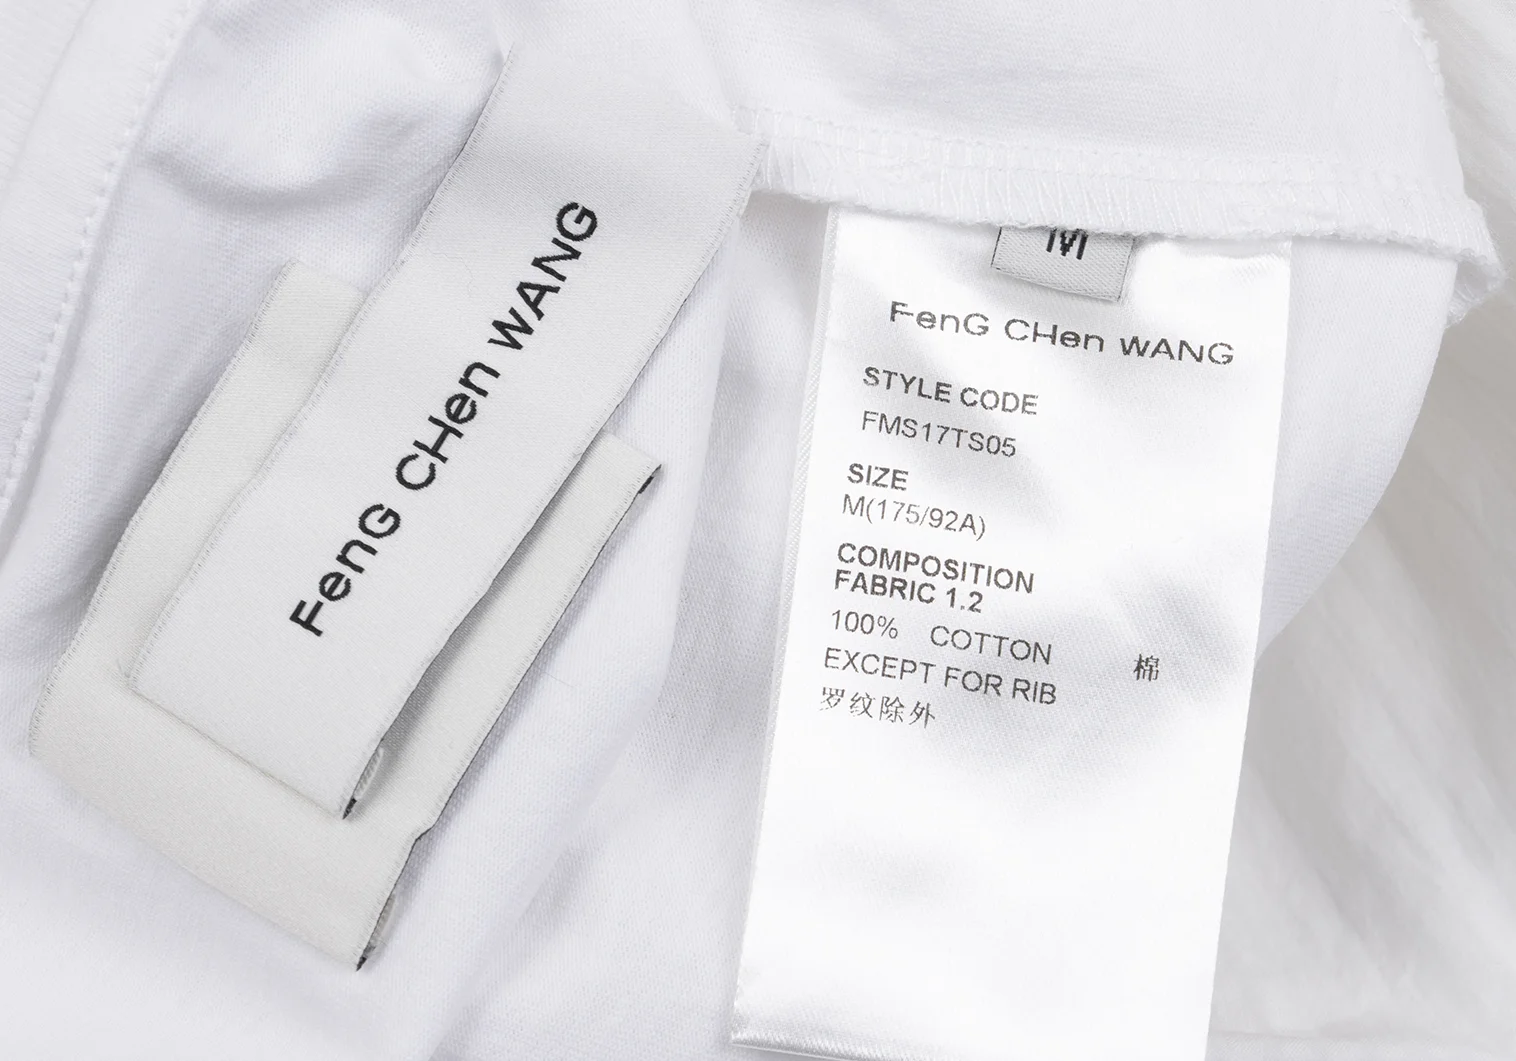 FenG CHen WANG
M
FenG CHen WANG
STYLE CODE
FMS17TS05
SIZE
M(175/92A)
COMPOSITION
FABRIC 1.2
100% COTTON 棉
EXCEPT FOR RIB
罗纹除外